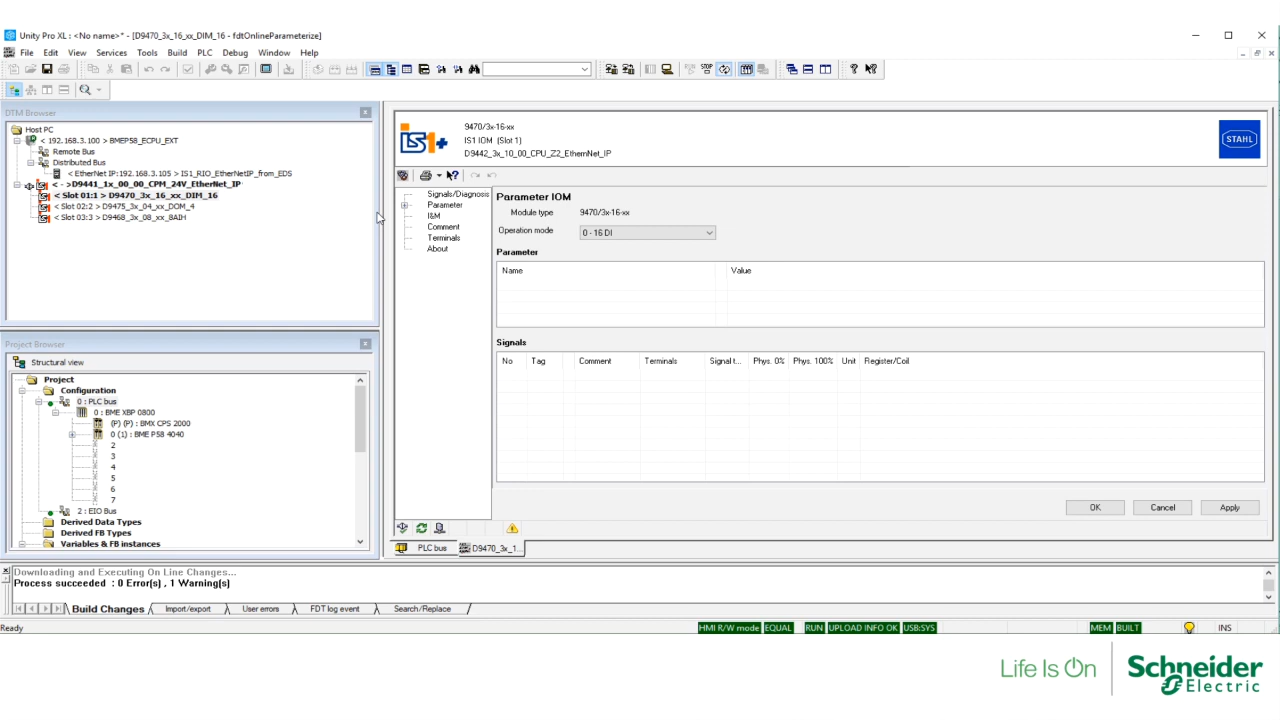 Unity Pro XL : <No name>* - [D9470_3x_16_xx_DIM_16 - fdtOnlineParameterize]
File Edit View Services Tools Build PLC Debug Window Help
DTM Browser
Host PC
< 192.168.3.100 > BMEP58_ECPU_EXT
Remote Bus
Distributed Bus
< EtherNet IP:192.168.3.105 > IS1_RIO_EtherNetIP_from_EDS
< - >D9441_1x_00_00_CPM_24V_EtherNet_IP
< Slot 01:1 > D9470_3x_16_xx_DIM_16
< Slot 02:2 > D9475_3x_04_xx_DOM_4
< Slot 03:3 > D9468_3x_08_xx_8AIH
Project Browser
Structural view
Project
Configuration
0 : PLC bus
0 : BME XBP 0800
(P) (P) : BMX CPS 2000
0 (1) : BME P58 4040
2
3
4
5
6
7
2 : EIO Bus
Derived Data Types
Derived FB Types
Variables & FB instances
IS1+
9470/3x-16-xx
IS1 IOM (Slot 1)
D9442_3x_10_00_CPU_Z2_EthernNet_IP
STAHL
Signals/Diagnosis
Parameter
I&M
Comment
Terminals
About
Parameter IOM
Module type 9470/3x-16-xx
Operation mode 0 - 16 DI
Parameter
Name Value
Signals
No Tag Comment Terminals Signal t... Phys. 0% Phys. 100% Unit Register/Coil
OK Cancel Apply
PLC bus D9470_3x_1...
Downloading and Executing On Line Changes...
Process succeeded : 0 Error(s) , 1 Warning(s)
Build Changes Import/export User errors FDT log event Search/Replace
Ready HMI R/W mode EQUAL RUN UPLOAD INFO OK USB:SYS MEM BUILT INS
Life Is On
Schneider
Electric